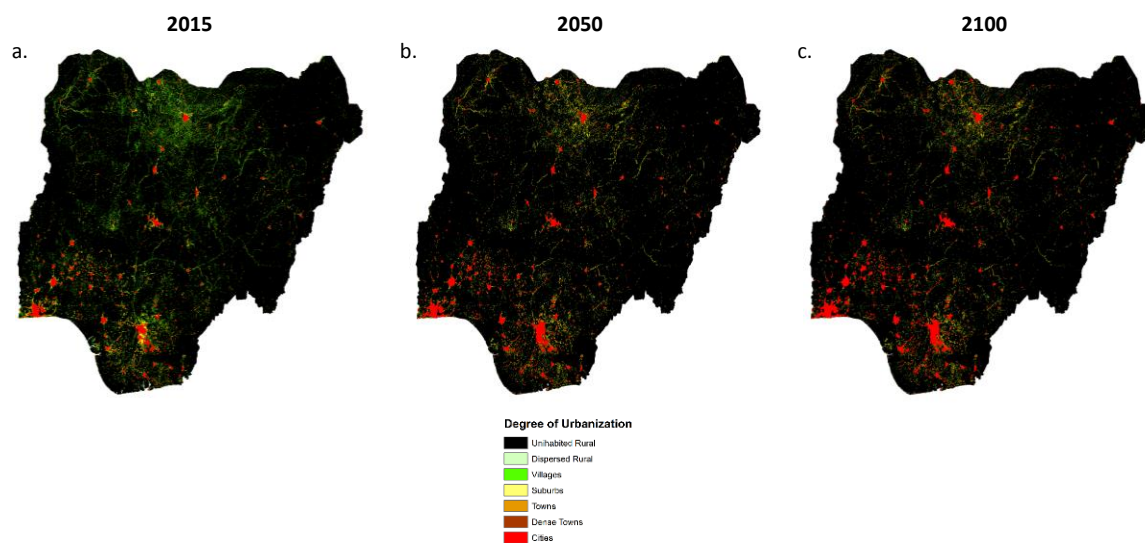 2015
2050
2100
a.
b.
c.
Degree of Urbanization
Unihabited Rural
Dispersed Rural
Villages
Suburbs
Towns
Dense Towns
Cities